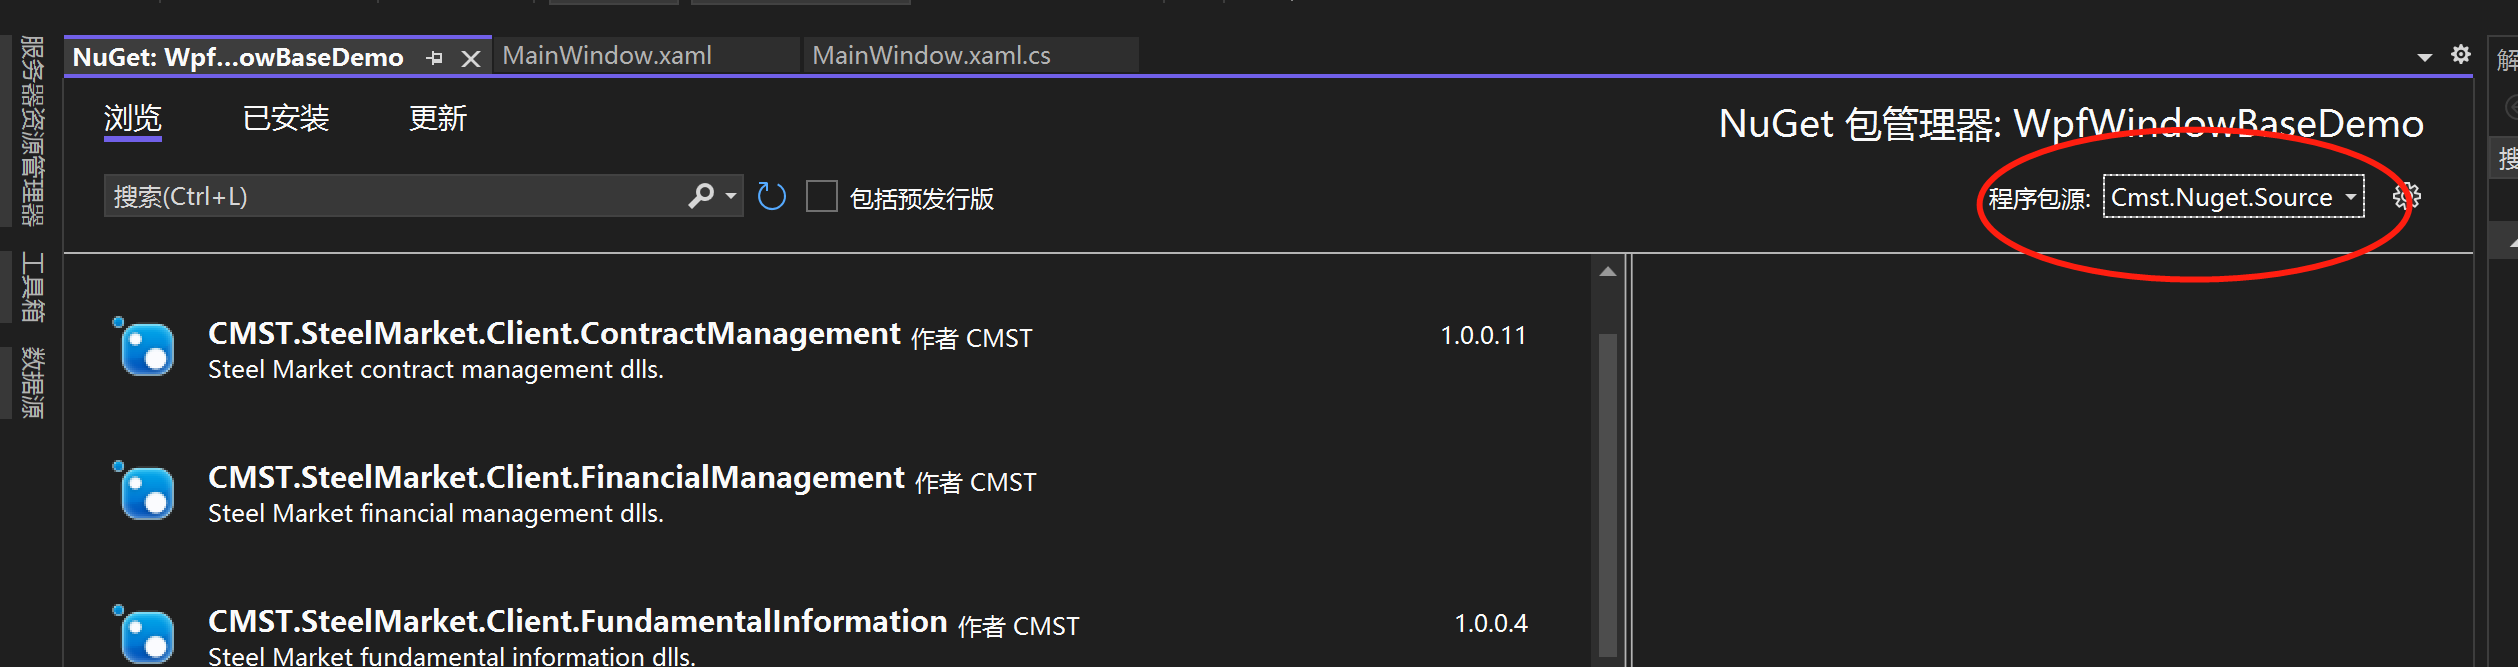 服务器资源管理器
工具箱
数据源
NuGet: Wpf...owBaseDemo
MainWindow.xaml
MainWindow.xaml.cs
解
浏览
已安装
更新
NuGet 包管理器: WpfWindowBaseDemo
搜索(Ctrl+L)
包括预发行版
程序包源: Cmst.Nuget.Source
搜
CMST.SteelMarket.Client.ContractManagement 作者 CMST
1.0.0.11
Steel Market contract management dlls.
CMST.SteelMarket.Client.FinancialManagement 作者 CMST
Steel Market financial management dlls.
CMST.SteelMarket.Client.FundamentalInformation 作者 CMST
1.0.0.4
Steel Market fundamental information dlls.